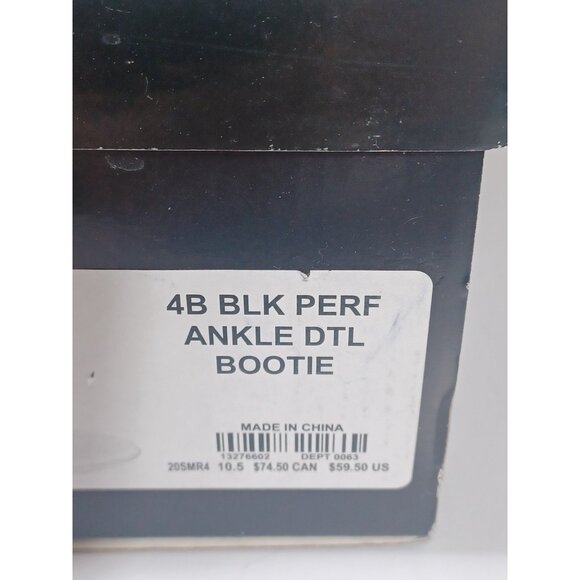 4B BLK PERF
ANKLE DTL
BOOTIE
MADE IN CHINA
13276602 DEPT 0063
20SMR4 10.5 $74.50 CAN $59.50 US